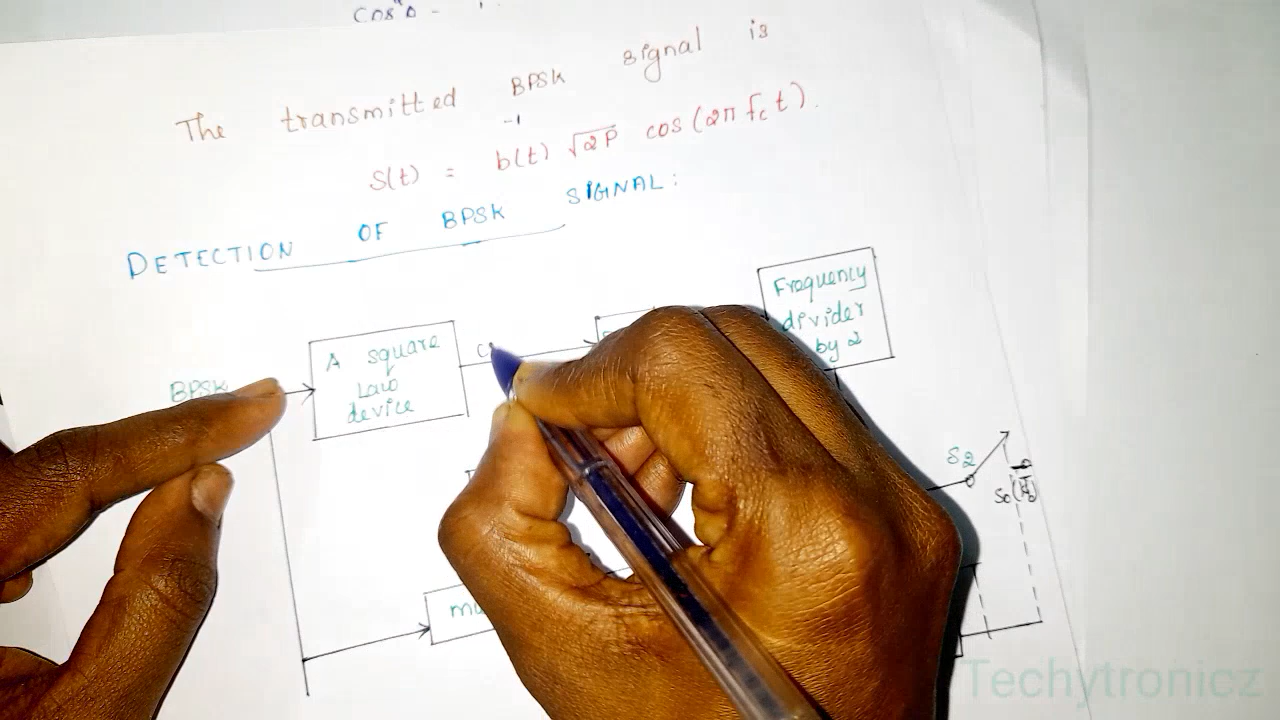 The transmitted BPSK signal is
-1
S(t) = b(t) √2P cos(2π fc t).
DETECTION OF BPSK SIGNAL:
Frequency
divider
by 2
A square
Law
device
BPSK
S2
Techytronicz